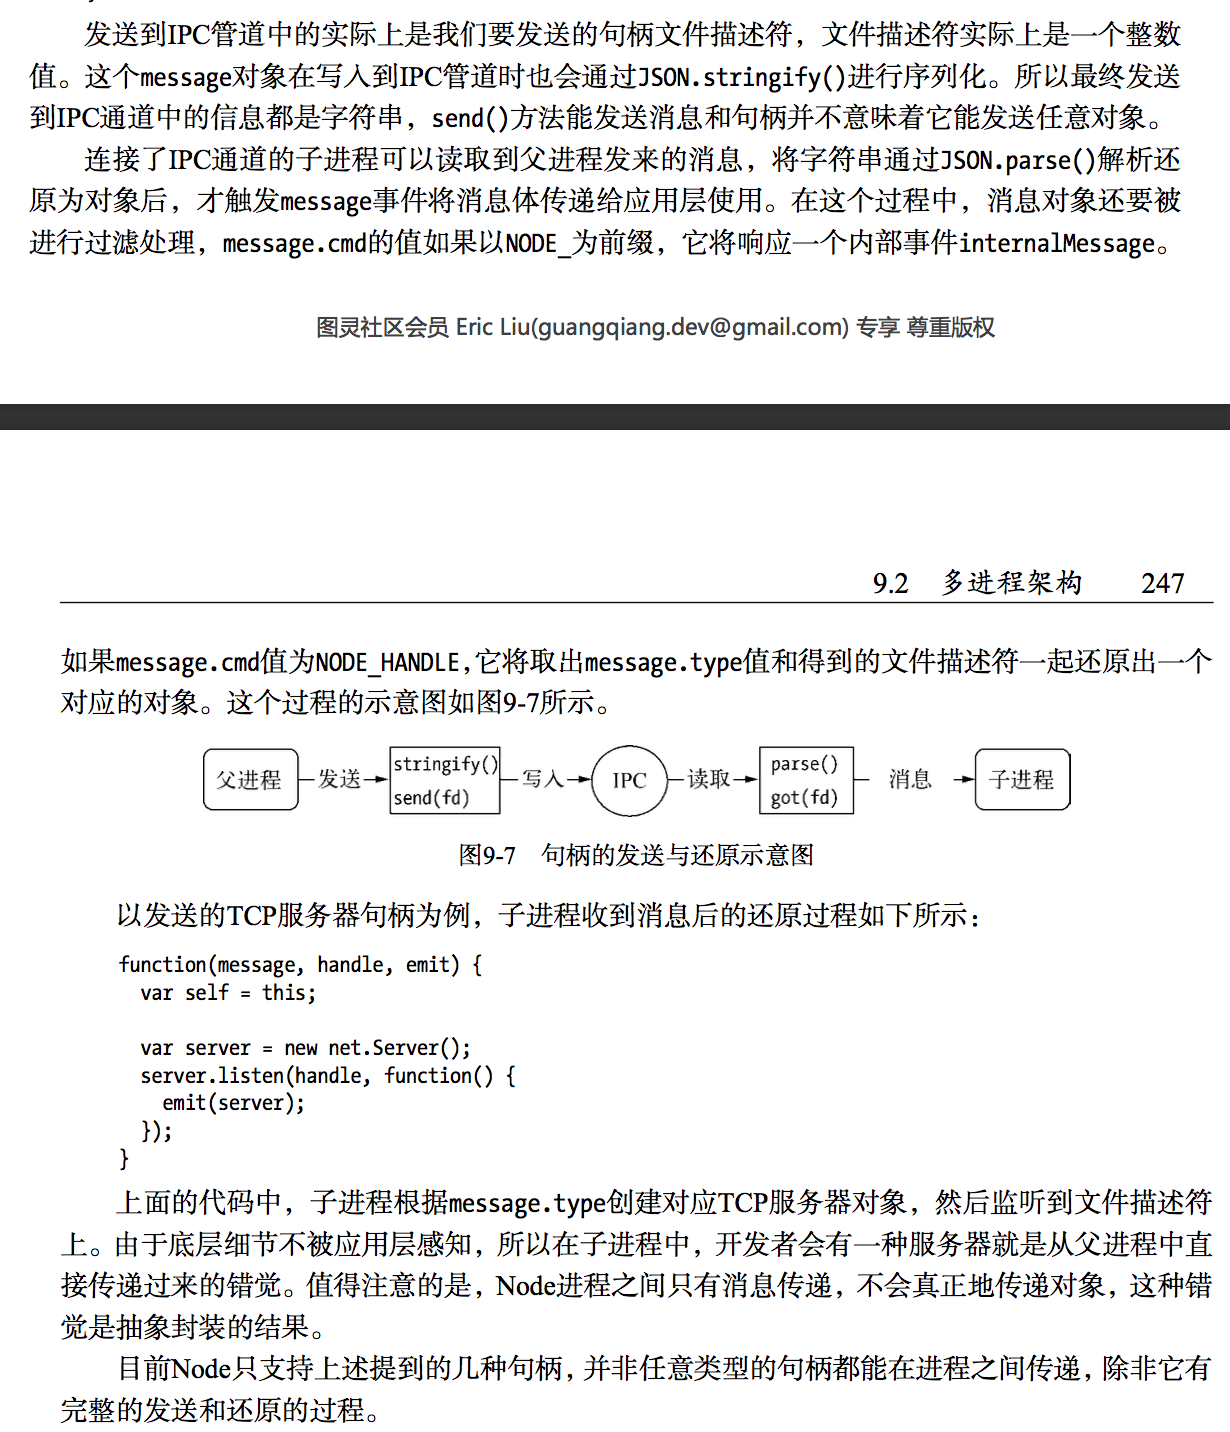 发送到IPC管道中的实际上是我们要发送的句柄文件描述符，文件描述符实际上是一个整数
值。这个message对象在写入到IPC管道时也会通过JSON.stringify()进行序列化。所以最终发送
到IPC通道中的信息都是字符串，send()方法能发送消息和句柄并不意味着它能发送任意对象。
连接了IPC通道的子进程可以读取到父进程发来的消息，将字符串通过JSON.parse()解析还
原为对象后，才触发message事件将消息体传递给应用层使用。在这个过程中，消息对象还要被
进行过滤处理，message.cmd的值如果以NODE_为前缀，它将响应一个内部事件internalMessage。
图灵社区会员 Eric Liu(guangqiang.dev@gmail.com) 专享 尊重版权
9.2 多进程架构 247
如果message.cmd值为NODE_HANDLE,它将取出message.type值和得到的文件描述符一起还原出一个
对应的对象。这个过程的示意图如图9-7所示。
父进程 发送 stringify() send(fd) 写入 IPC 读取 parse() got(fd) 消息 子进程
图9-7 句柄的发送与还原示意图
以发送的TCP服务器句柄为例，子进程收到消息后的还原过程如下所示：
function(message, handle, emit) {
var self = this;
var server = new net.Server();
server.listen(handle, function() {
emit(server);
});
}
上面的代码中，子进程根据message.type创建对应TCP服务器对象，然后监听到文件描述符
上。由于底层细节不被应用层感知，所以在子进程中，开发者会有一种服务器就是从父进程中直
接传递过来的错觉。值得注意的是，Node进程之间只有消息传递，不会真正地传递对象，这种错
觉是抽象封装的结果。
目前Node只支持上述提到的几种句柄，并非任意类型的句柄都能在进程之间传递，除非它有
完整的发送和还原的过程。